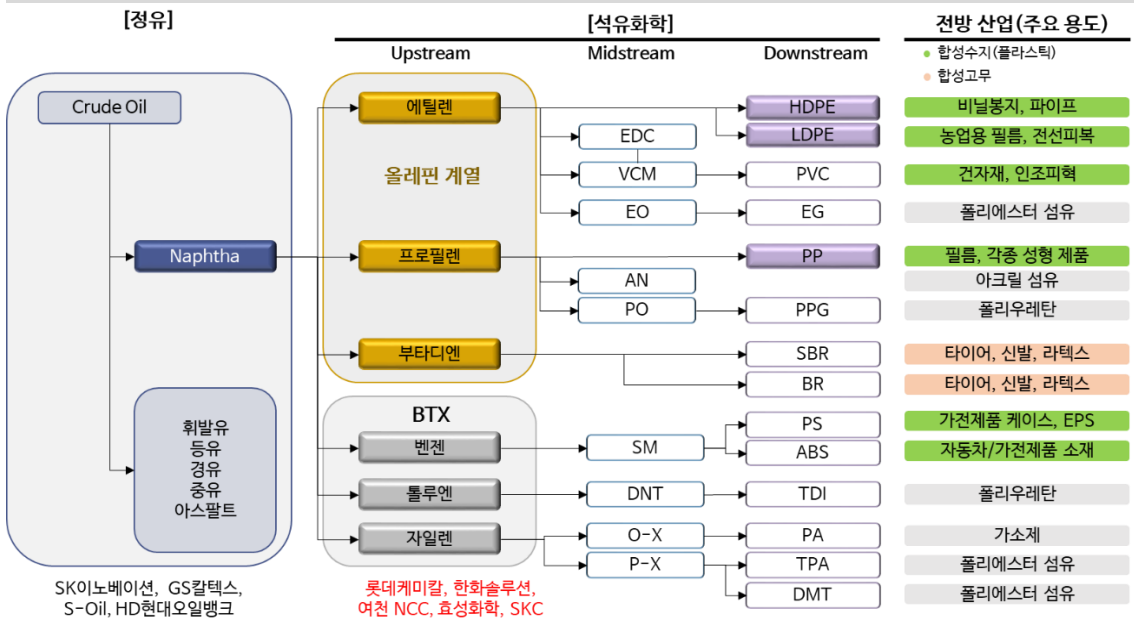 [정유]
[석유화학]
전방 산업(주요 용도)
Upstream
Midstream
Downstream
• 합성수지(플라스틱)
• 합성고무
Crude Oil
에틸렌
HDPE
비닐봉지, 파이프
EDC
LDPE
농업용 필름, 전선피복
올레핀 계열
VCM
PVC
건자재, 인조피혁
EO
EG
폴리에스터 섬유
Naphtha
프로필렌
PP
필름, 각종 성형 제품
AN
아크릴 섬유
PO
PPG
폴리우레탄
부타디엔
SBR
타이어, 신발, 라텍스
BR
타이어, 신발, 라텍스
BTX
PS
가전제품 케이스, EPS
휘발유
등유
경유
중유
아스팔트
벤젠
SM
ABS
자동차/가전제품 소재
톨루엔
DNT
TDI
폴리우레탄
자일렌
O-X
PA
가소제
P-X
TPA
폴리에스터 섬유
DMT
폴리에스터 섬유
SK이노베이션, GS칼텍스,
S-Oil, HD현대오일뱅크
롯데케미칼, 한화솔루션,
여천 NCC, 효성화학, SKC